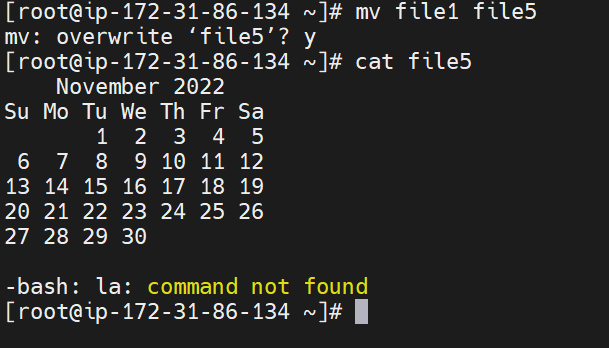 [root@ip-172-31-86-134 ~]# mv file1 file5
mv: overwrite ‘file5’? y
[root@ip-172-31-86-134 ~]# cat file5
    November 2022
Su Mo Tu We Th Fr Sa
       1  2  3  4  5
 6  7  8  9 10 11 12
13 14 15 16 17 18 19
20 21 22 23 24 25 26
27 28 29 30

-bash: la: command not found
[root@ip-172-31-86-134 ~]#